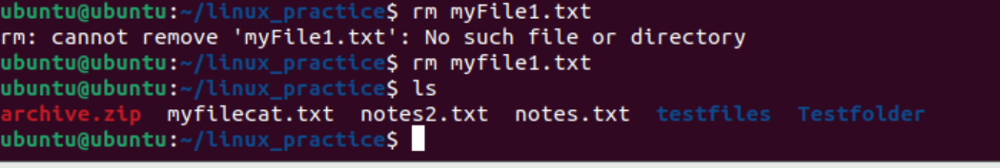 ubuntu@ubuntu:~/linux_practice$ rm myFile1.txt
rm: cannot remove 'myFile1.txt': No such file or directory
ubuntu@ubuntu:~/linux_practice$ rm myfile1.txt
ubuntu@ubuntu:~/linux_practice$ ls
archive.zip  myfilecat.txt  notes2.txt  notes.txt  testfiles  Testfolder
ubuntu@ubuntu:~/linux_practice$